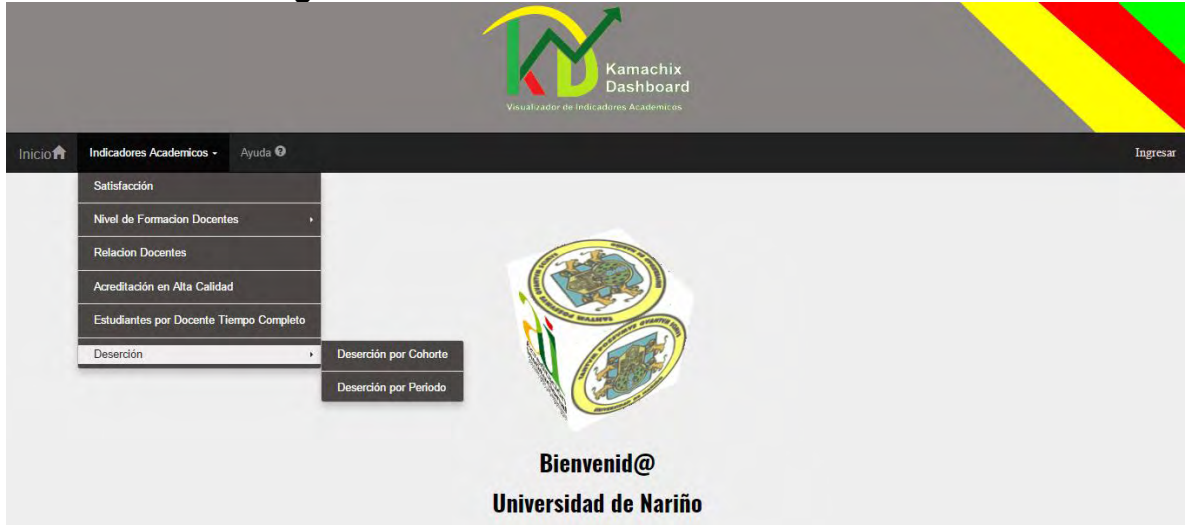 Kamachix
Dashboard
Visualizador de Indicadores Academicos
Inicio
Indicadores Academicos
Ayuda
Ingresar
Satisfacción
Nivel de Formacion Docentes
Relacion Docentes
Acreditación en Alta Calidad
Estudiantes por Docente Tiempo Completo
Deserción
Deserción por Cohorte
Deserción por Periodo
Bienvenid@
Universidad de Nariño